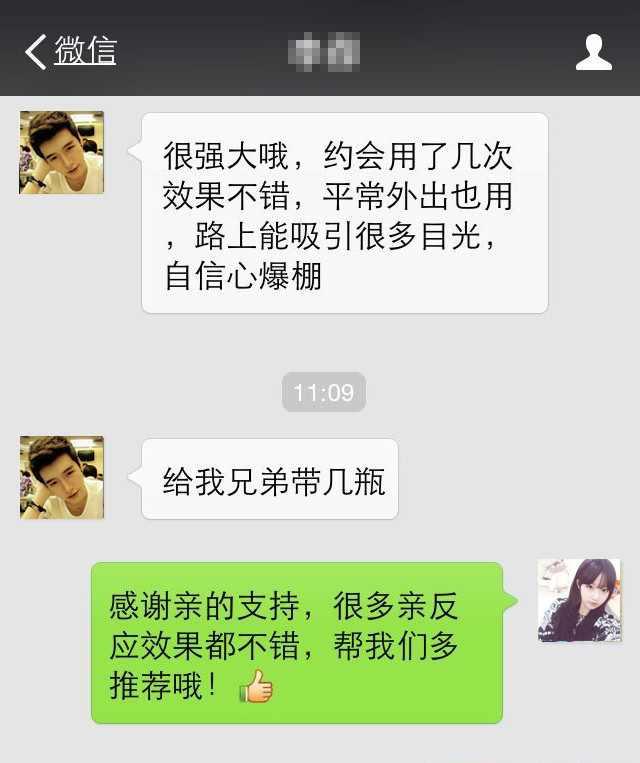 微信
很强大哦，约会用了几次
效果不错，平常外出也用
，路上能吸引很多目光，
自信心爆棚
11:09
给我兄弟带几瓶
感谢亲的支持，很多亲反
应效果都不错，帮我们多
推荐哦！